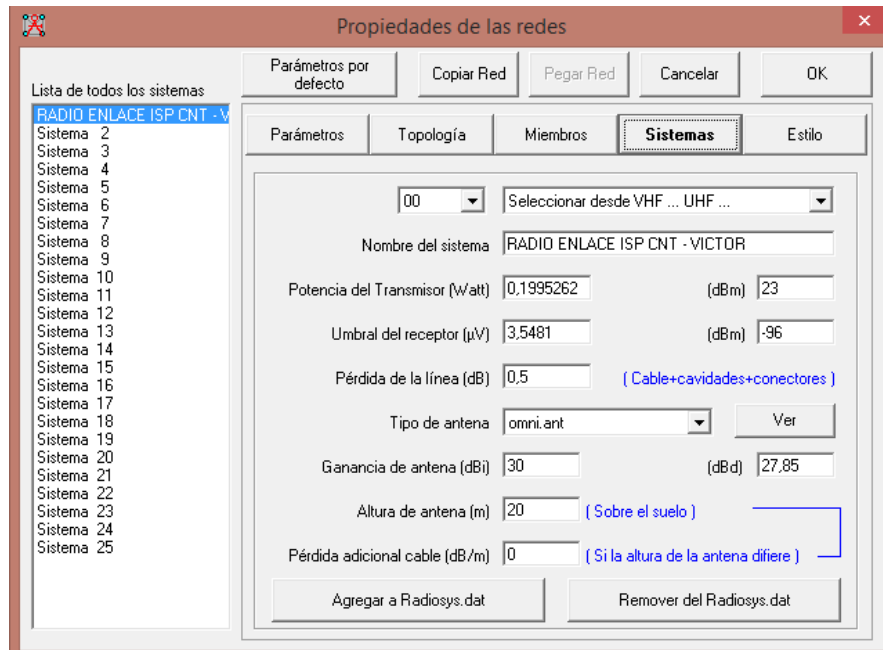 Propiedades de las redes
Lista de todos los sistemas
RADIO ENLACE ISP CNT - V
Sistema 2
Sistema 3
Sistema 4
Sistema 5
Sistema 6
Sistema 7
Sistema 8
Sistema 9
Sistema 10
Sistema 11
Sistema 12
Sistema 13
Sistema 14
Sistema 15
Sistema 16
Sistema 17
Sistema 18
Sistema 19
Sistema 20
Sistema 21
Sistema 22
Sistema 23
Sistema 24
Sistema 25
Parámetros por
defecto
Copiar Red
Pegar Red
Cancelar
OK
Parámetros
Topología
Miembros
Sistemas
Estilo
00
Seleccionar desde VHF ... UHF ...
Nombre del sistema RADIO ENLACE ISP CNT - VICTOR
Potencia del Transmisor (Watt) 0,1995262 (dBm) 23
Umbral del receptor (µV) 3,5481 (dBm) -96
Pérdida de la línea (dB) 0,5 ( Cable+cavidades+conectores )
Tipo de antena omni.ant Ver
Ganancia de antena (dBi) 30 (dBd) 27,85
Altura de antena (m) 20 ( Sobre el suelo )
Pérdida adicional cable (dB/m) 0 ( Si la altura de la antena difiere )
Agregar a Radiosys.dat
Remover del Radiosys.dat